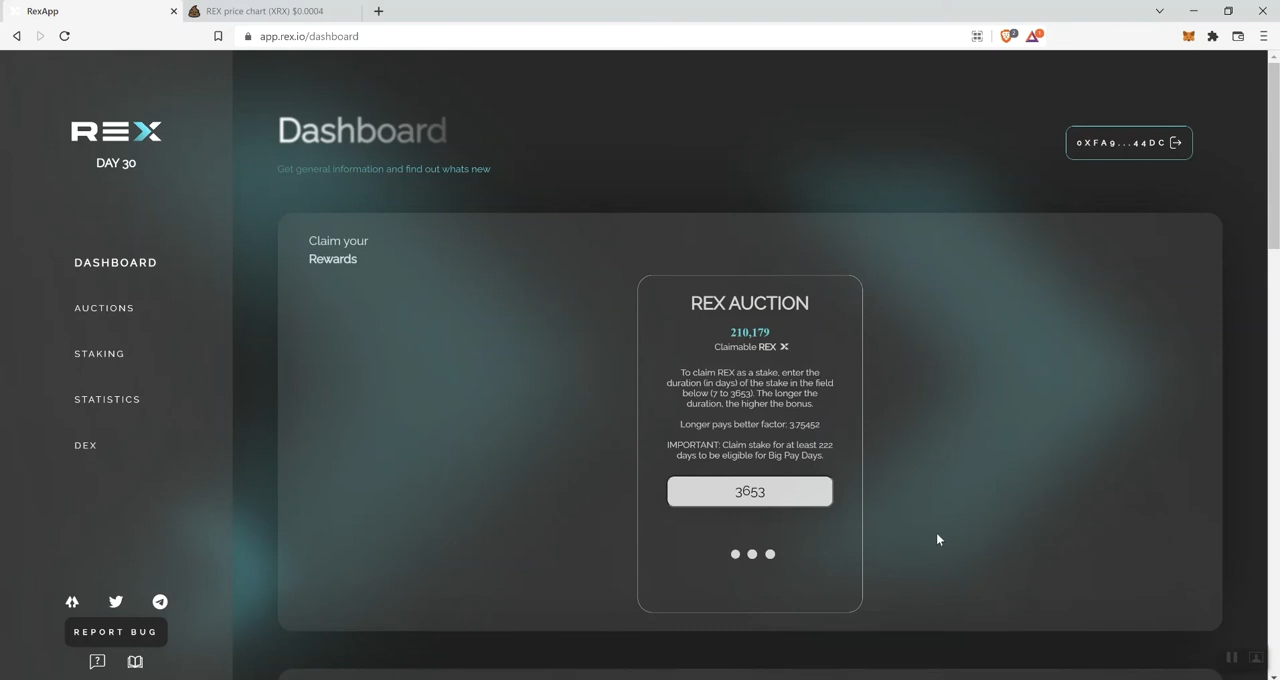 RexApp
REX price chart (XRX) $0.0004
app.rex.io/dashboard
REX
DAY 30
DASHBOARD
AUCTIONS
STAKING
STATISTICS
DEX
REPORT BUG
Dashboard
Get general information and find out whats new
0XFA9...44DC
Claim your
Rewards
REX AUCTION
210,179
Claimable REX
To claim REX as a stake, enter the
duration (in days) of the stake in the field
below (7 to 3653). The longer the
duration, the higher the bonus.
Longer pays better factor: 3.75452
IMPORTANT: Claim stake for at least 222
days to be eligible for Big Pay Days.
3653